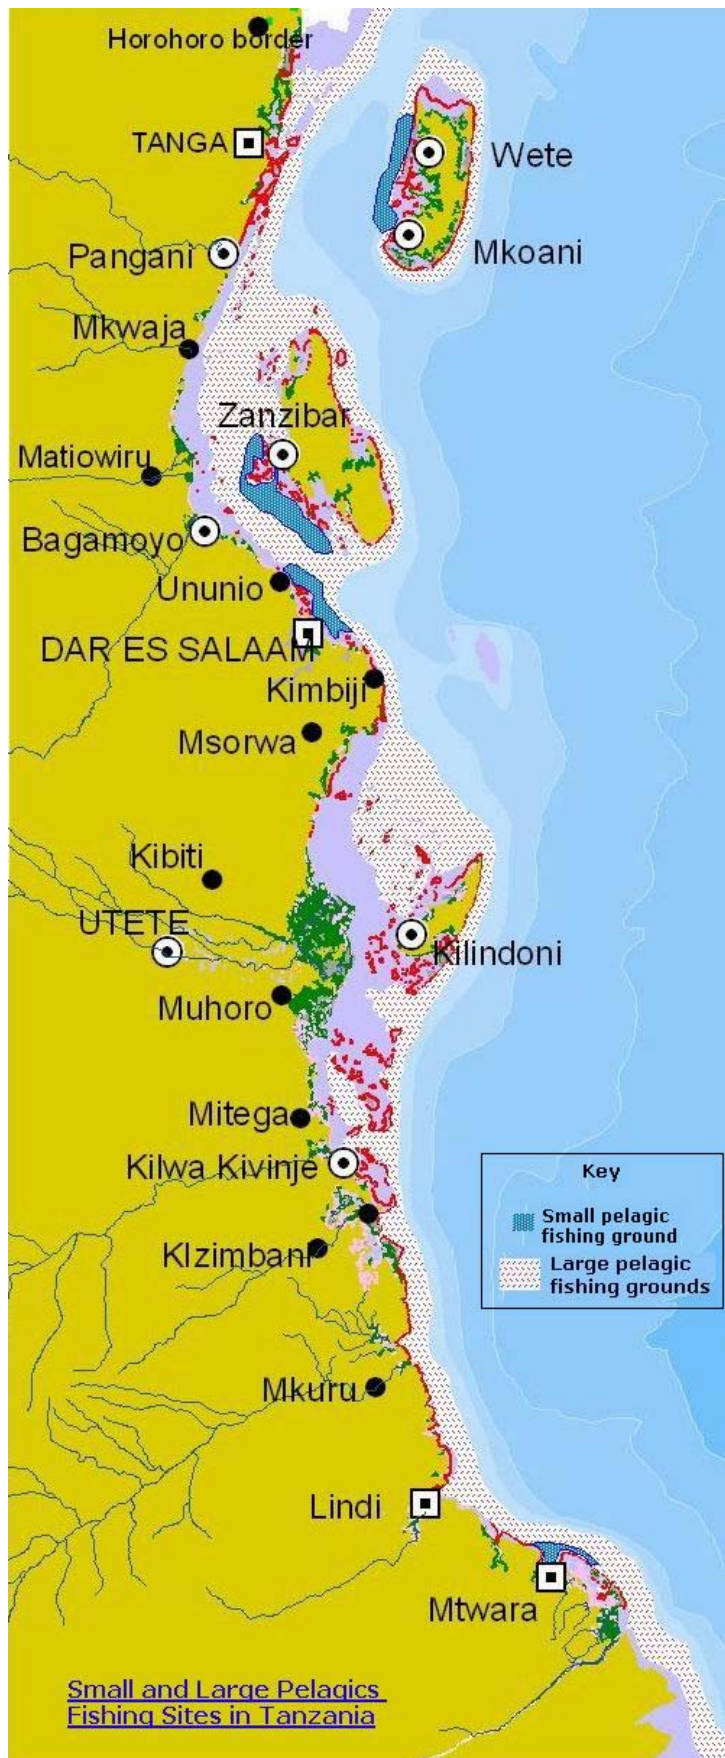 Horohoro border
TANGA
Wete
Pangani
Mkoani
Mkwaja
Zanzibar
Matiowiru
Bagamoyo
Ununio
DAR ES SALAAM
Kimbiji
Msorwa
Kibiti
UTETE
Kilindoni
Muhoro
Mitega
Kilwa Kivinje
Key
Small pelagic
fishing ground
KIzimbani
Large pelagic
fishing grounds
Mkuru
Lindi
Mtwara
Small and Large Pelagics
Fishing Sites in Tanzania